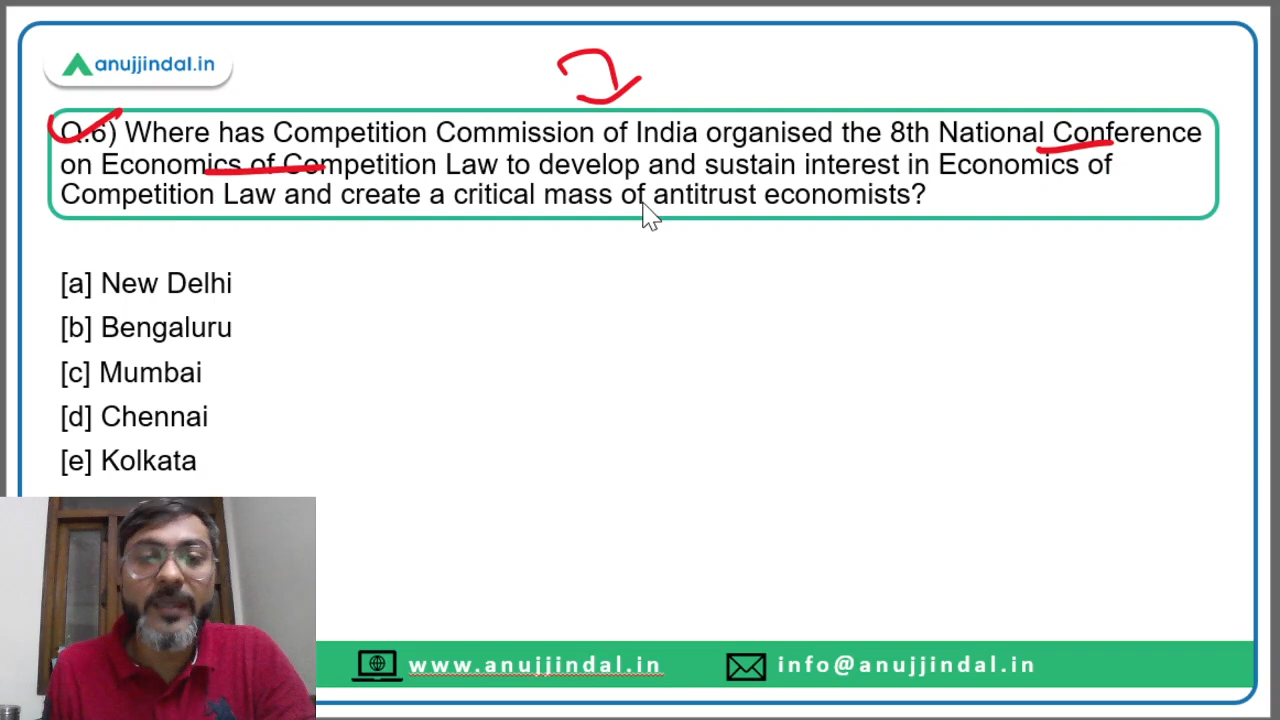 anujjindal.in
Q.6) Where has Competition Commission of India organised the 8th National Conference
on Economics of Competition Law to develop and sustain interest in Economics of
Competition Law and create a critical mass of antitrust economists?
[a] New Delhi
[b] Bengaluru
[c] Mumbai
[d] Chennai
[e] Kolkata
www.anujjindal.in
info@anujjindal.in